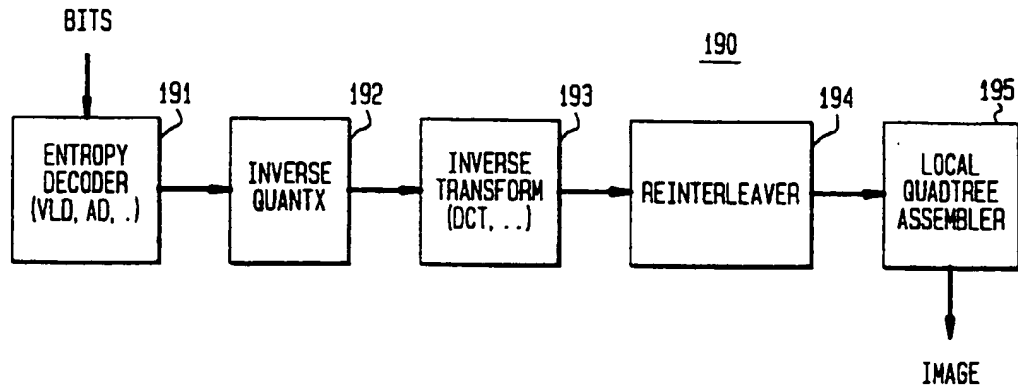 BITS
190
191
192
193
194
195
ENTROPY
DECODER
(VLD, AD, .)
INVERSE
QUANTX
INVERSE
TRANSFORM
(DCT, ..)
REINTERLEAVER
LOCAL
QUADTREE
ASSEMBLER
IMAGE